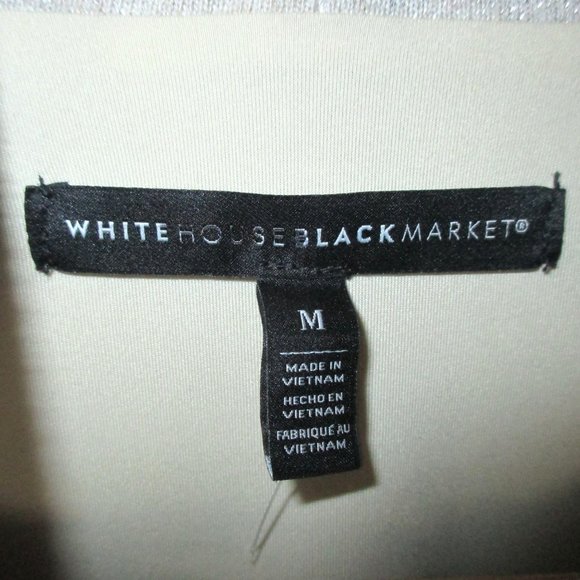 WHITEHOUSEBLACKMARKET®
M
MADE IN
VIETNAM
HECHO EN
VIETNAM
FABRIQUÉ AU
VIETNAM